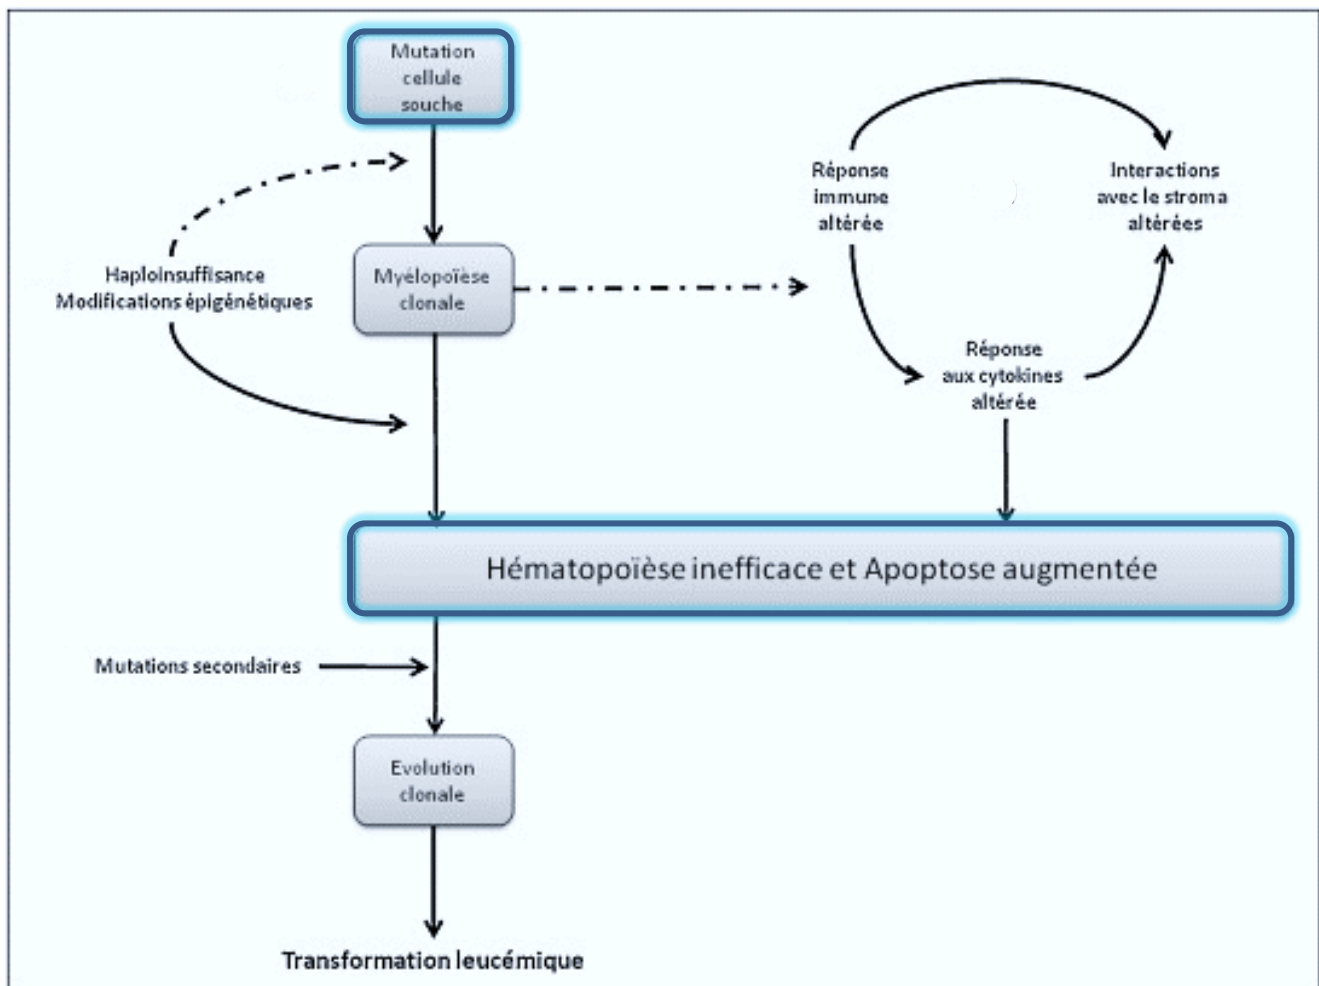 Mutation
cellule
souche
Réponse
immune
altérée
Interactions
avec le stroma
altérées
Haploinsuffisance
Modifications épigénétiques
Myélopoïèse
clonale
Réponse
aux cytokines
altérée
Hématopoïèse inefficace et Apoptose augmentée
Mutations secondaires
Evolution
clonale
Transformation leucémique